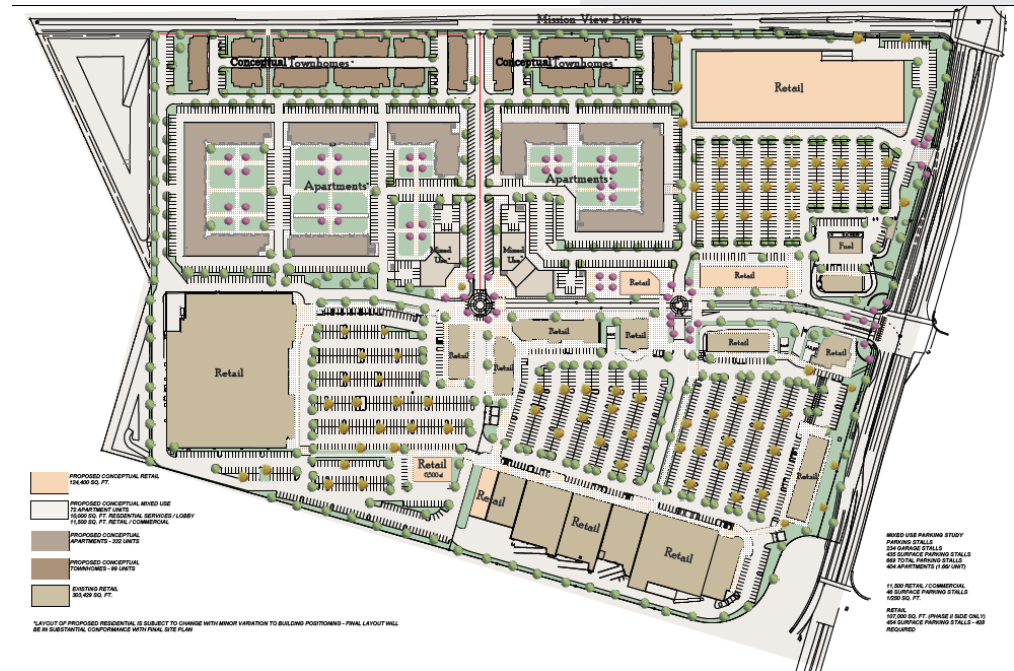 Mission View Drive
Conceptual Townhomes*
Conceptual Townhomes*
Retail
Apartments*
Apartments*
Mixed
Use*
Mixed
Use*
Fuel
Retail
Retail
Retail
Retail
Retail
Retail
Retail
Retail
Retail
Retail
Retail
Retail
Retail
Retail
PROPOSED CONCEPTUAL RETAIL
124,400 SQ. FT.
PROPOSED CONCEPTUAL MIXED USE
72 APARTMENT UNITS
10,000 SQ. FT. RESIDENTIAL SERVICES / LOBBY
11,500 SQ. FT. RETAIL / COMMERCIAL
PROPOSED CONCEPTUAL
APARTMENTS - 332 UNITS
PROPOSED CONCEPTUAL
UNITS
EXISTING RETAIL
303,429 SQ. FT.
*LAYOUT OF PROPOSED RESIDENTIAL IS SUBJECT TO CHANGE WITH MINOR VARIATION TO BUILDING POSITIONING - FINAL LAYOUT WILL
BE IN SUBSTANTIAL CONFORMANCE WITH FINAL SITE PLAN
MIXED USE PARKING STUDY
PARKING STALLS
234 GARAGE STALLS
435 SURFACE PARKING STALLS
669 TOTAL PARKING STALLS
404 APARTMENTS (1.66/ UNIT)
11,500 RETAIL / COMMERCIAL
46 SURFACE PARKING STALLS
1/250 SQ. FT.
RETAIL
107,000 SQ. FT. (PHASE II SIDE ONLY)
454 SURFACE PARKING STALLS - 428
REQUIRED